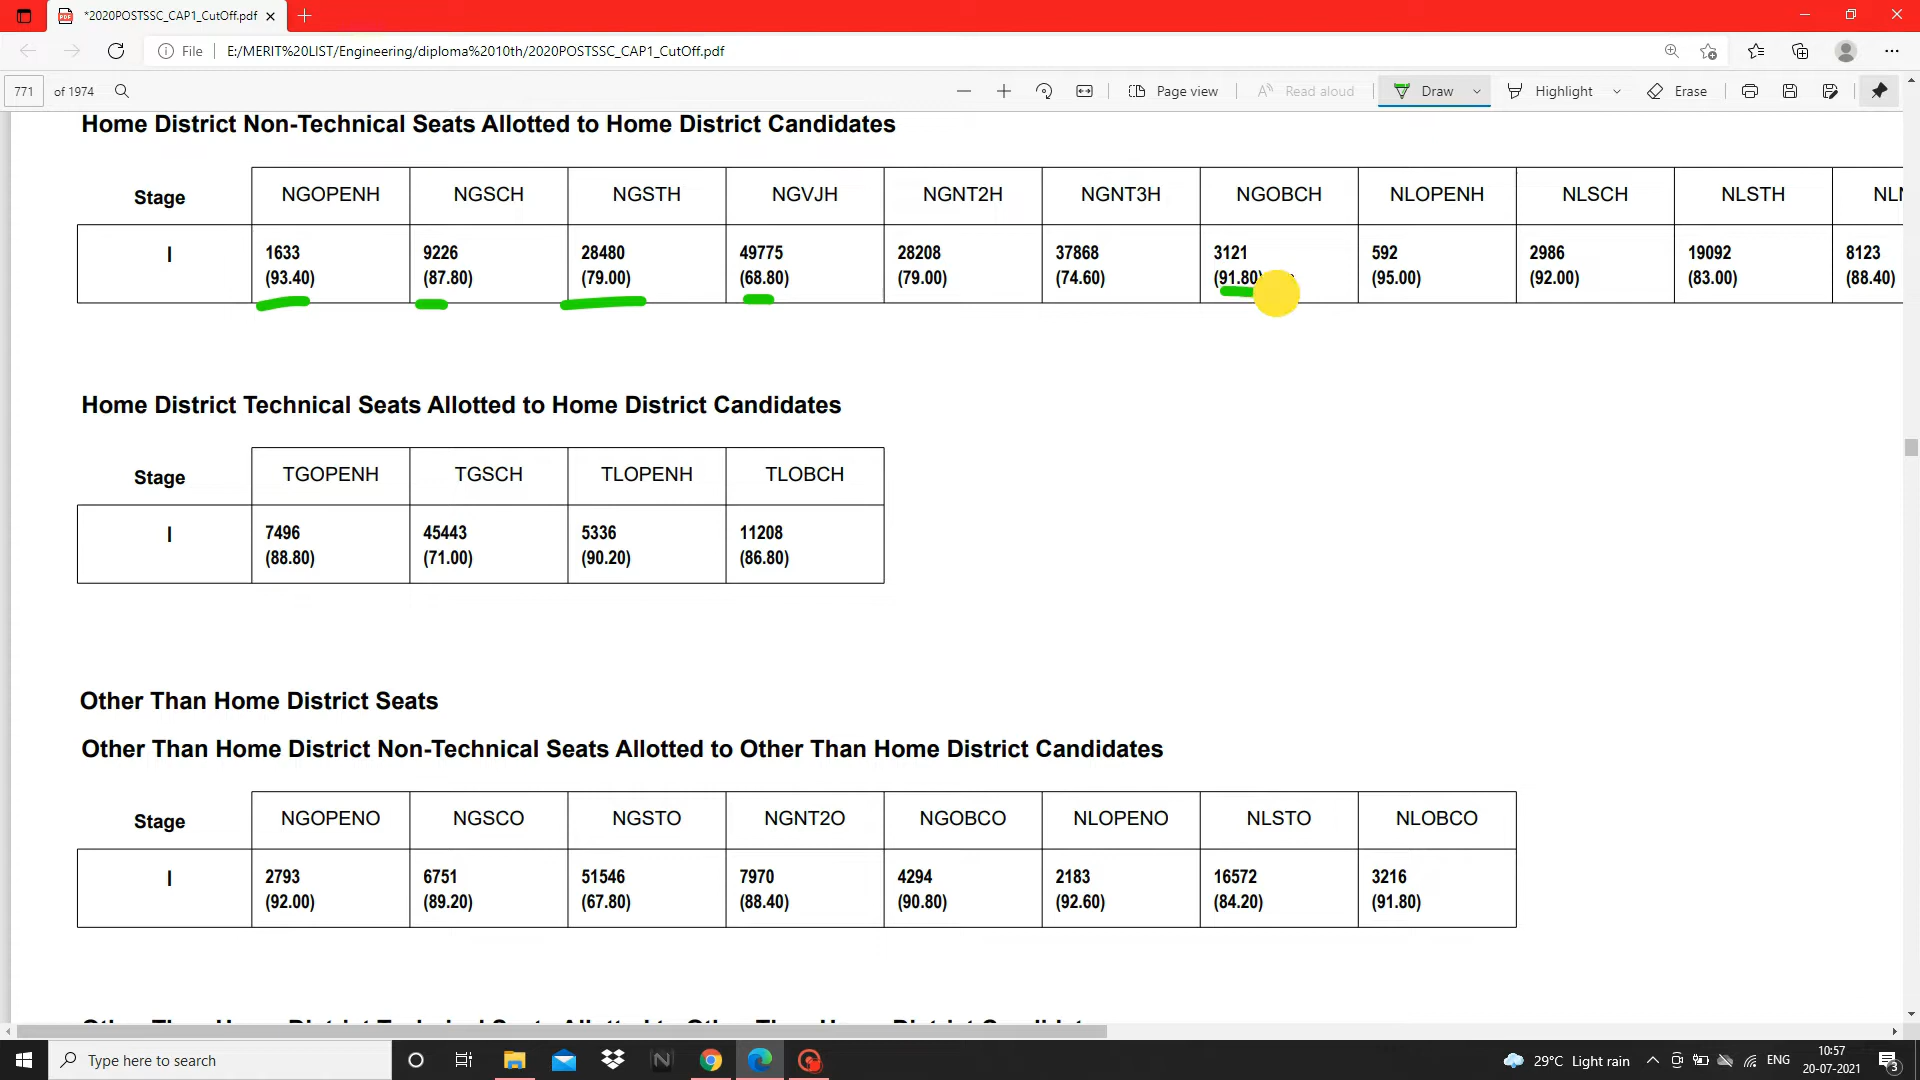 *2020POSTSSC_CAP1_CutOff.pdf
File
E:/MERIT%20LIST/Engineering/diploma%2010th/2020POSTSSC_CAP1_CutOff.pdf
771 of 1974
Page view
Read aloud
Draw
Highlight
Erase
Home District Non-Technical Seats Allotted to Home District Candidates
Stage NGOPENH NGSCH NGSTH NGVJH NGNT2H NGNT3H NGOBCH NLOPENH NLSCH NLSTH
I 1633 9226 28480 49775 28208 37868 3121 592 2986 19092 8123
(93.40) (87.80) (79.00) (68.80) (79.00) (74.60) (91.80) (95.00) (92.00) (83.00) (88.40)
Home District Technical Seats Allotted to Home District Candidates
Stage TGOPENH TGSCH TLOPENH TLOBCH
I 7496 45443 5336 11208
(88.80) (71.00) (90.20) (86.80)
Other Than Home District Seats
Other Than Home District Non-Technical Seats Allotted to Other Than Home District Candidates
Stage NGOPENO NGSCO NGSTO NGNT2O NGOBCO NLOPENO NLSTO NLOBCO
I 2793 6751 51546 7970 4294 2183 16572 3216
(92.00) (89.20) (67.80) (88.40) (90.80) (92.60) (84.20) (91.80)
Type here to search
29°C Light rain
ENG
10:57
20-07-2021
3